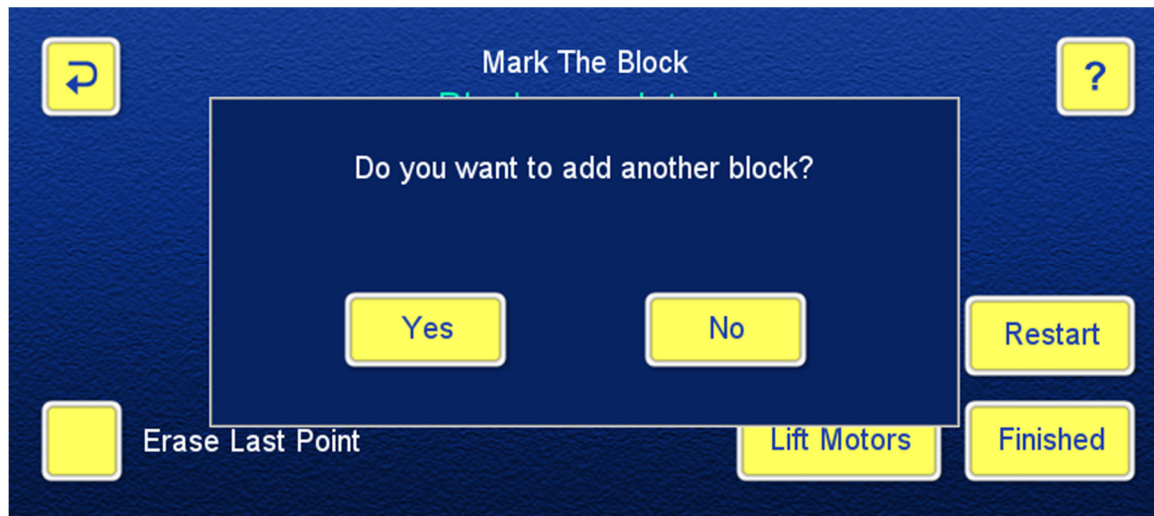 Mark The Block
?
Do you want to add another block?
Yes
No
Restart
Erase Last Point
Lift Motors
Finished